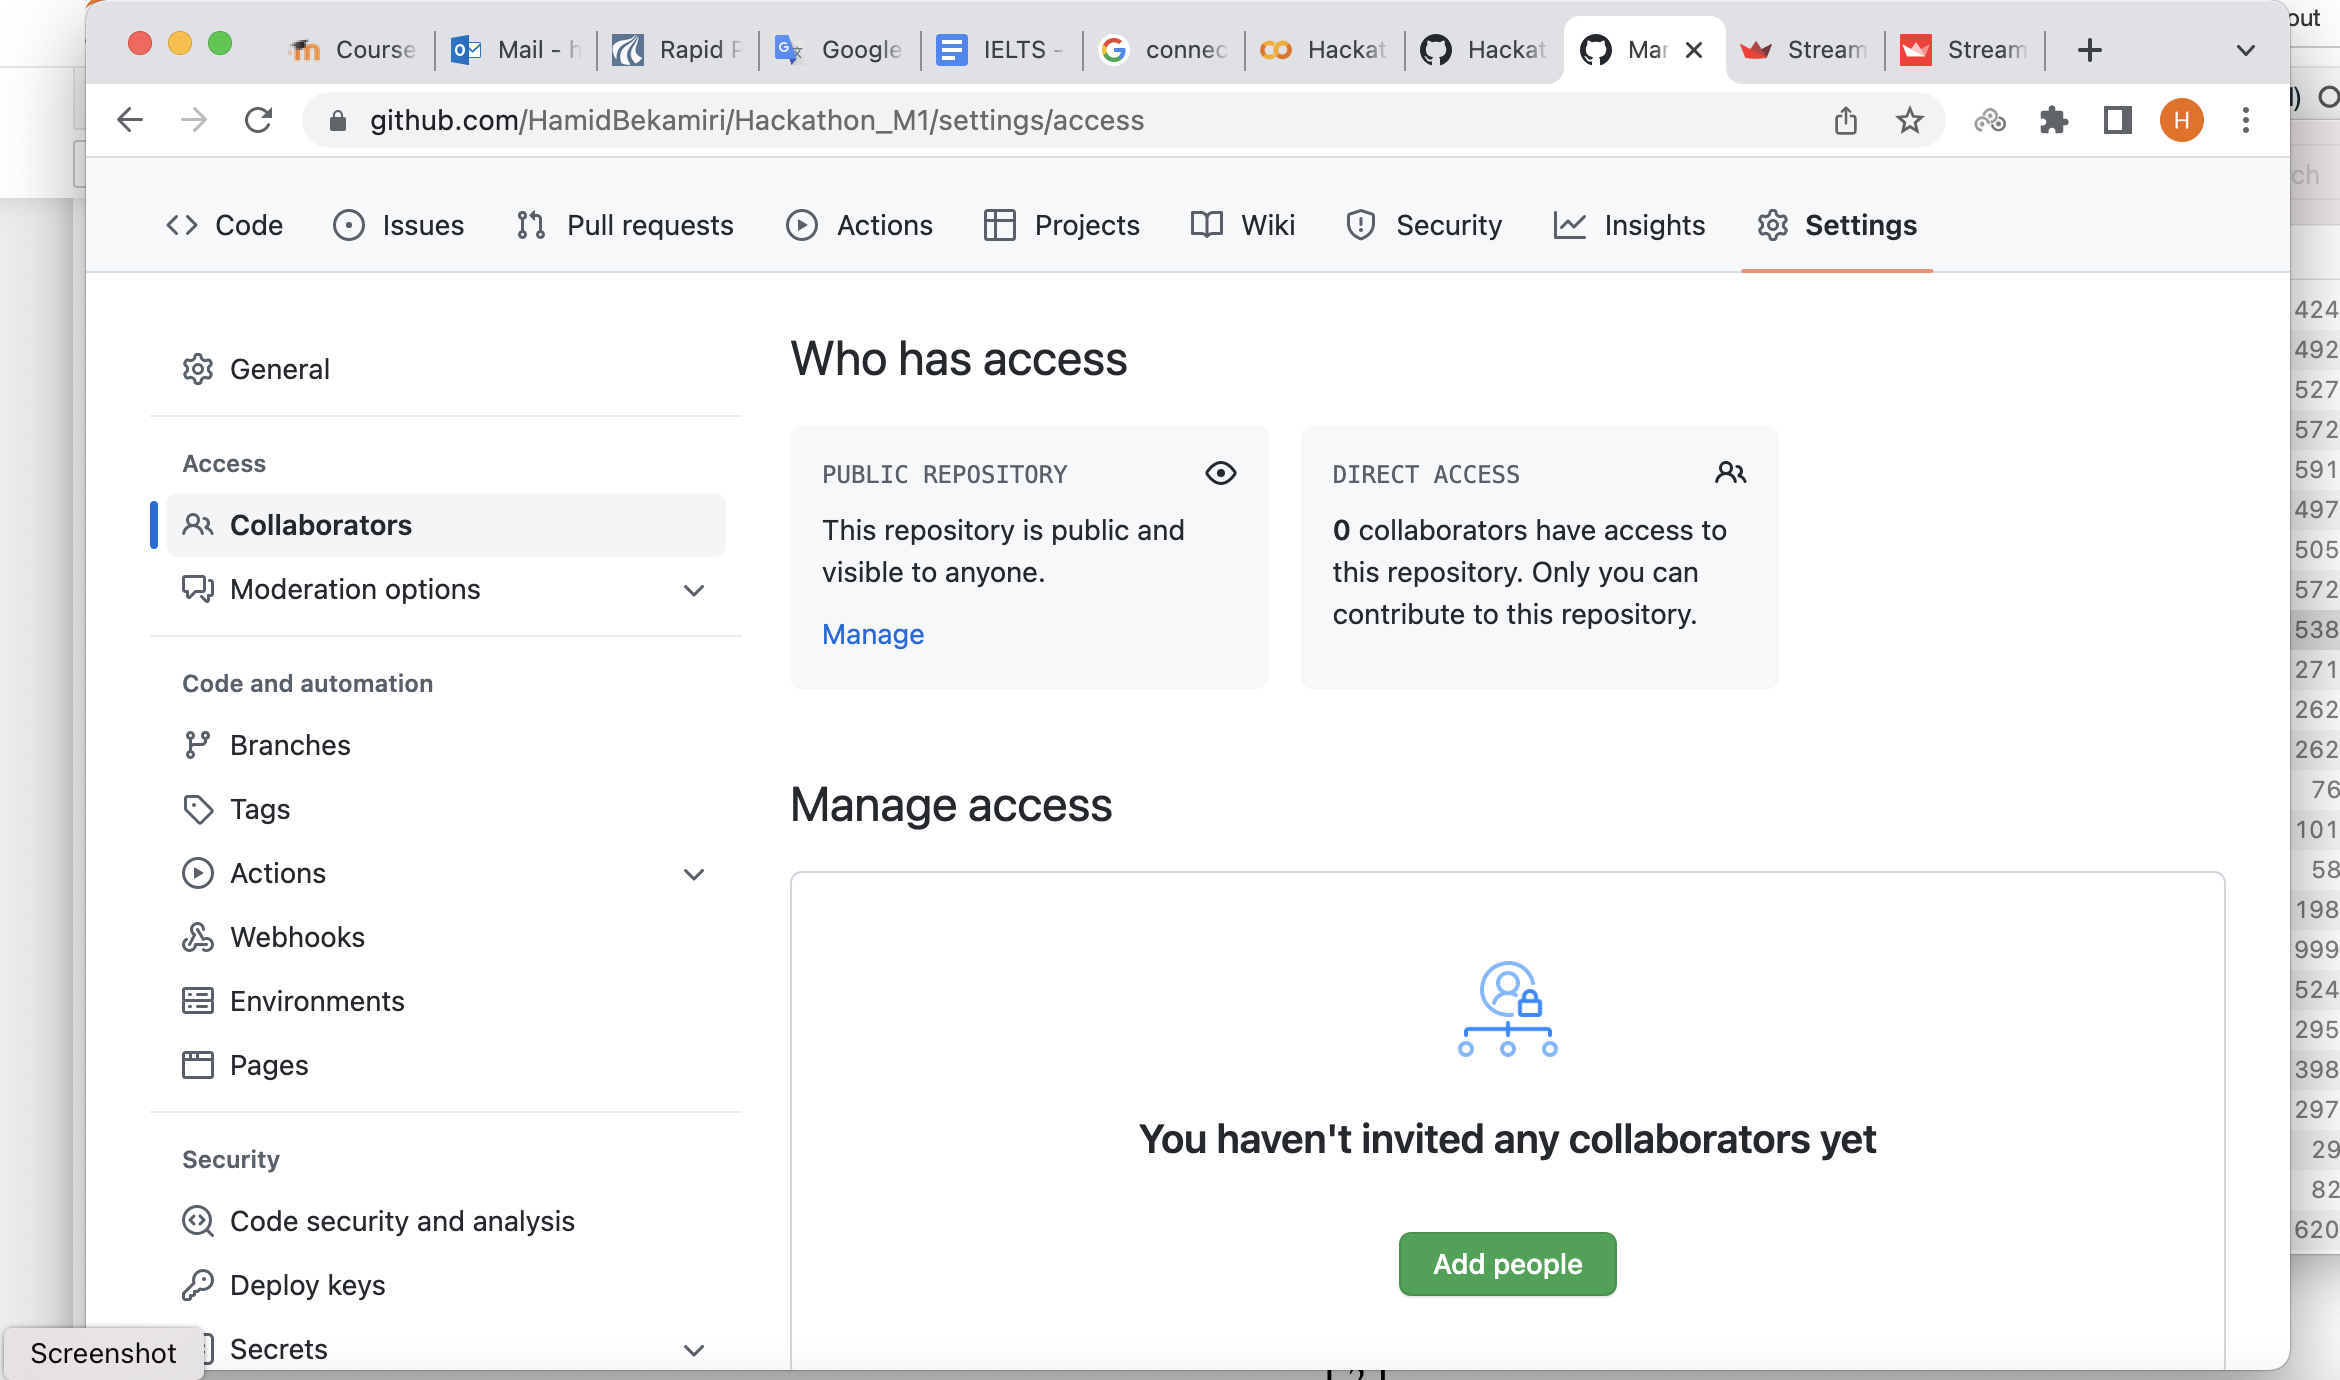 Course
Mail - h
Rapid P
Google
IELTS -
connec
Hackat
Hackat
Mar
Stream
Stream
out
github.com/HamidBekamiri/Hackathon_M1/settings/access
H
ch
Code
Issues
Pull requests
Actions
Projects
Wiki
Security
Insights
Settings
General
Access
Collaborators
Moderation options
Code and automation
Branches
Tags
Actions
Webhooks
Environments
Pages
Security
Code security and analysis
Deploy keys
Secrets
Screenshot
Who has access
PUBLIC REPOSITORY
This repository is public and
visible to anyone.
Manage
DIRECT ACCESS
0 collaborators have access to
this repository. Only you can
contribute to this repository.
Manage access
You haven't invited any collaborators yet
Add people
424
492
527
572
591
497
505
572
538
271
262
262
76
101
58
198
999
524
295
398
297
29
82
620